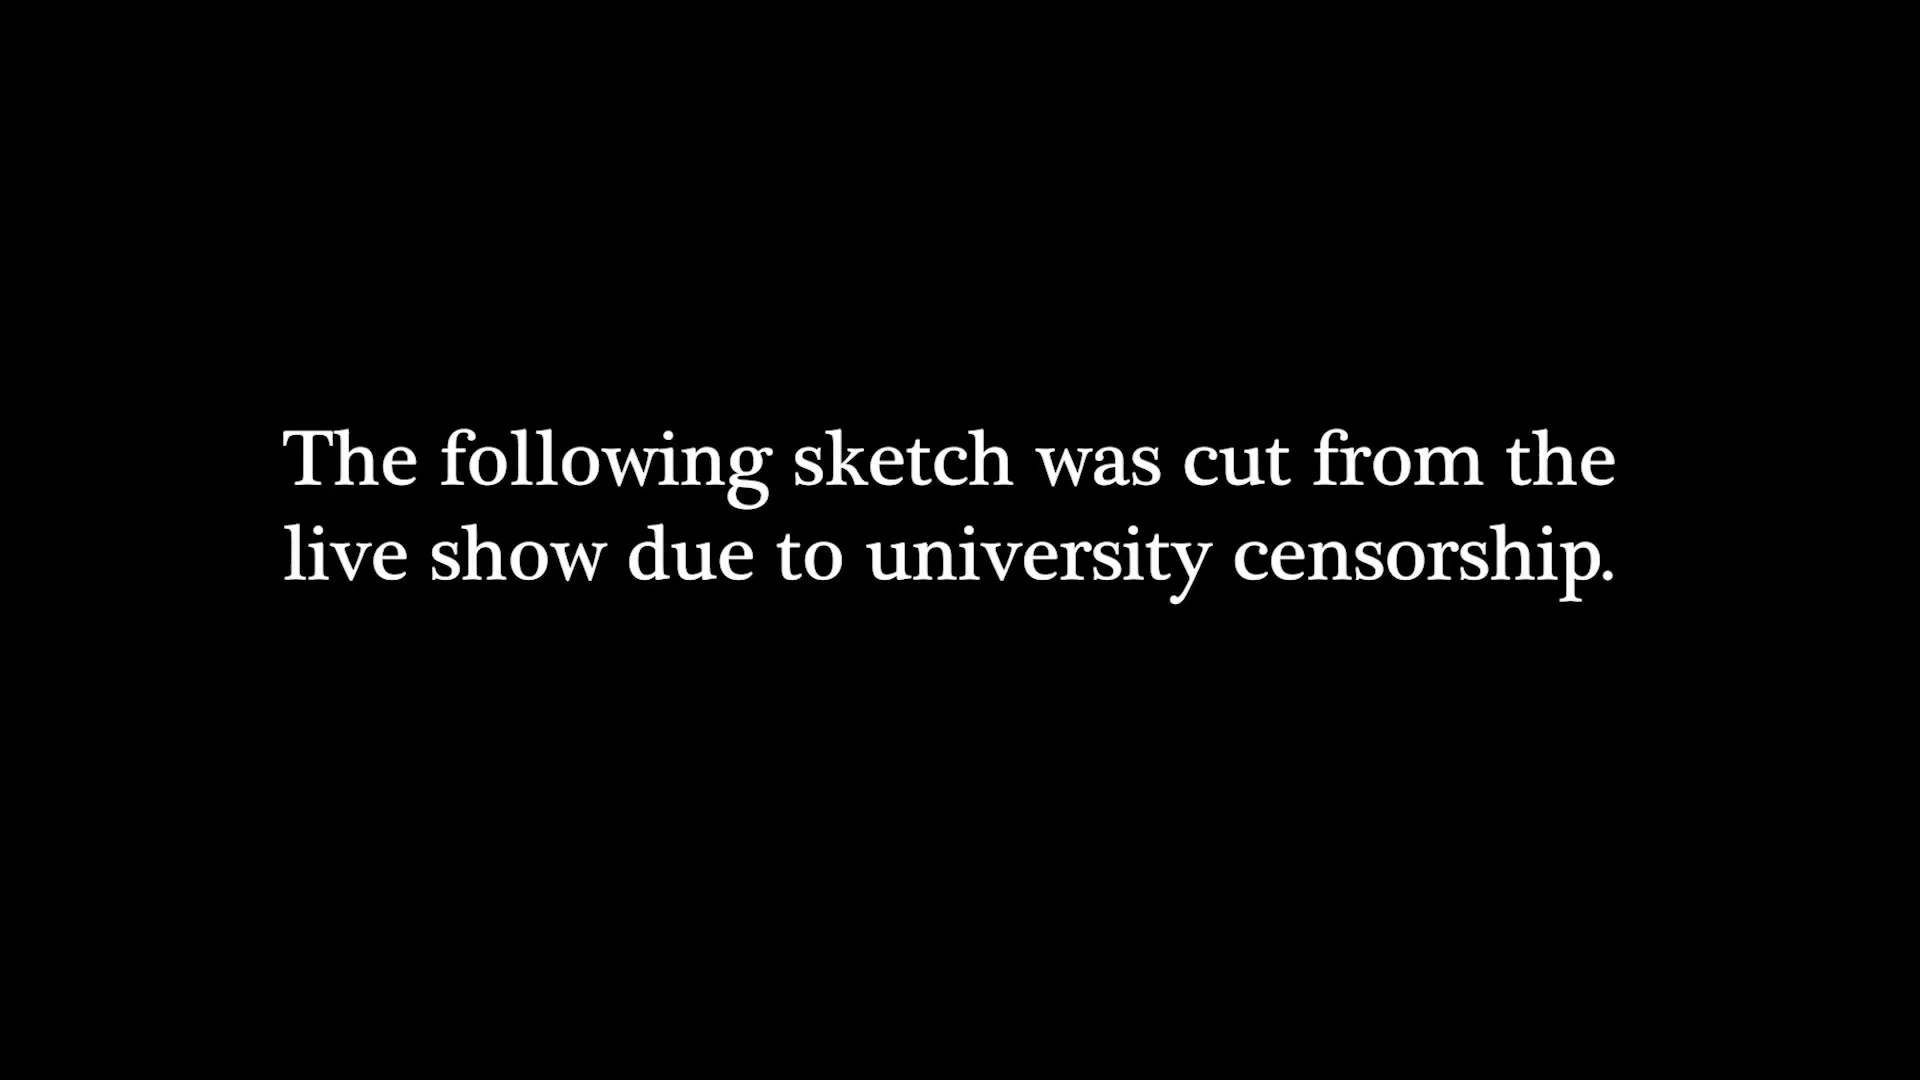 The following sketch was cut from the
live show due to university censorship.